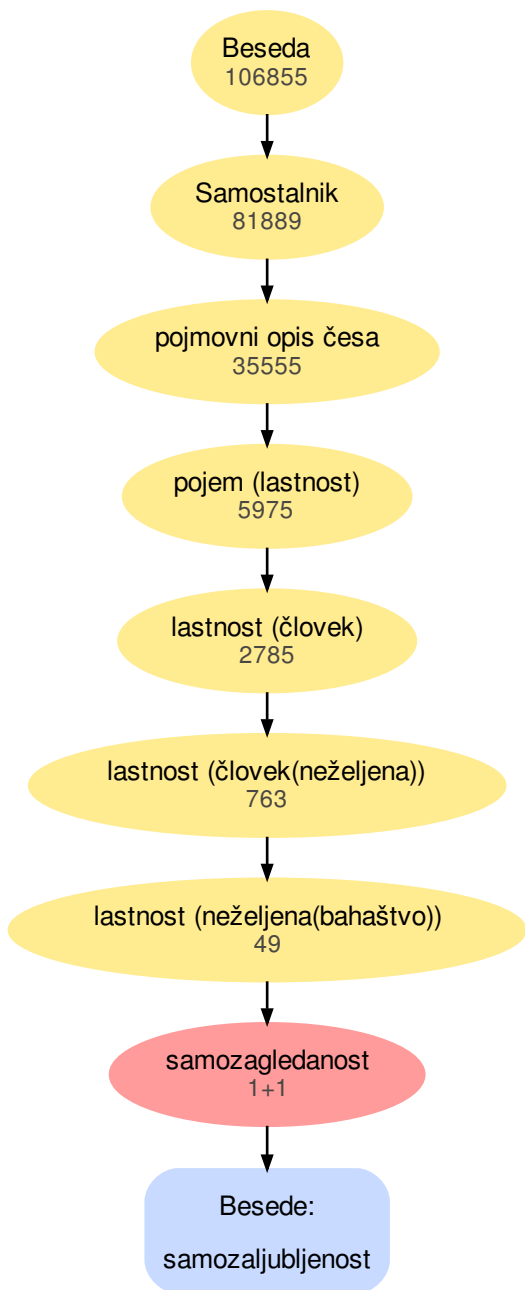 Beseda
106855
Samostalnik
81889
pojmovni opis česa
35555
pojem (lastnost)
5975
lastnost (človek)
2785
lastnost (človek(neželjena))
763
lastnost (neželjena(bahaštvo))
49
samozagledanost
1+1
Besede:
samozaljubljenost